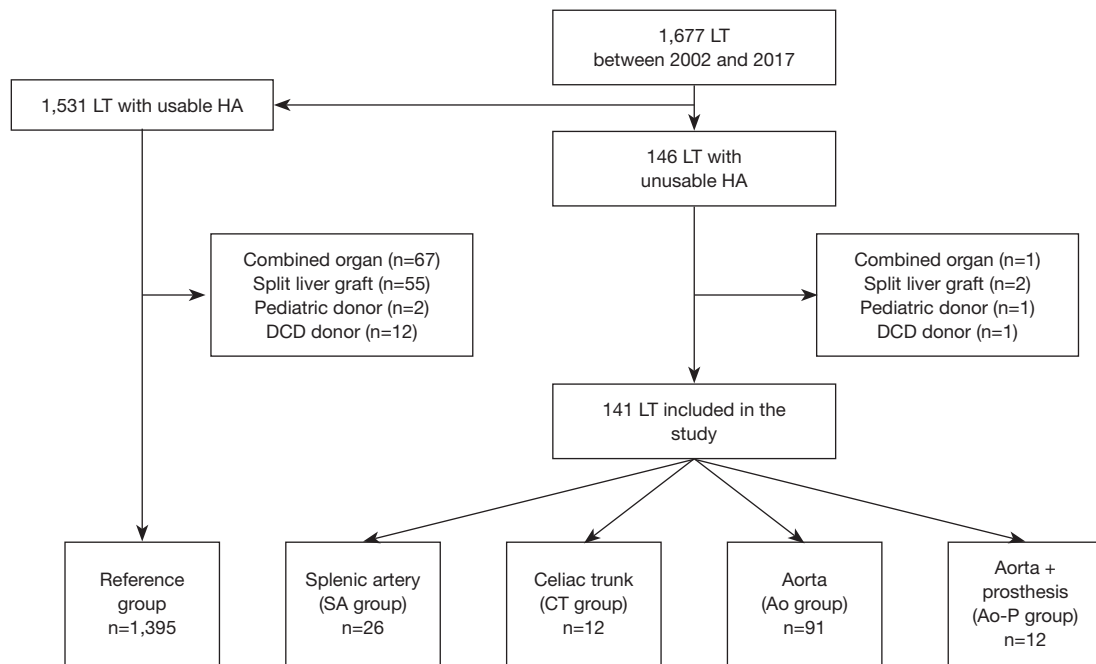 1,677 LT
between 2002 and 2017
1,531 LT with usable HA
146 LT with
unusable HA
Combined organ (n=67)
Split liver graft (n=55)
Pediatric donor (n=2)
DCD donor (n=12)
Combined organ (n=1)
Split liver graft (n=2)
Pediatric donor (n=1)
DCD donor (n=1)
141 LT included in the
study
Reference
group
n=1,395
Splenic artery
(SA group)
n=26
Celiac trunk
(CT group)
n=12
Aorta
(Ao group)
n=91
Aorta +
prosthesis
(Ao-P group)
n=12